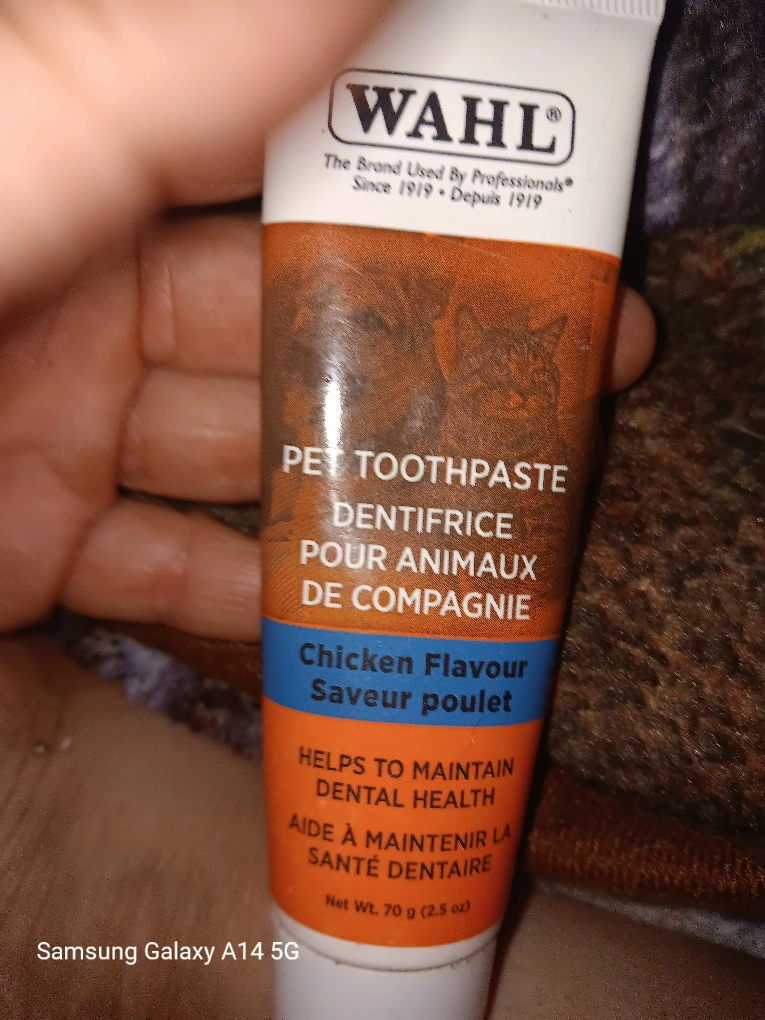 WAHL®
The Brand Used By Professionals®
Since 1919 • Depuis 1919
PET TOOTHPASTE
DENTIFRICE
POUR ANIMAUX
DE COMPAGNIE
Chicken Flavour
Saveur poulet
HELPS TO MAINTAIN
DENTAL HEALTH
AIDE À MAINTENIR LA
SANTÉ DENTAIRE
Net Wt. 70 g (2.5 oz)
Samsung Galaxy A14 5G